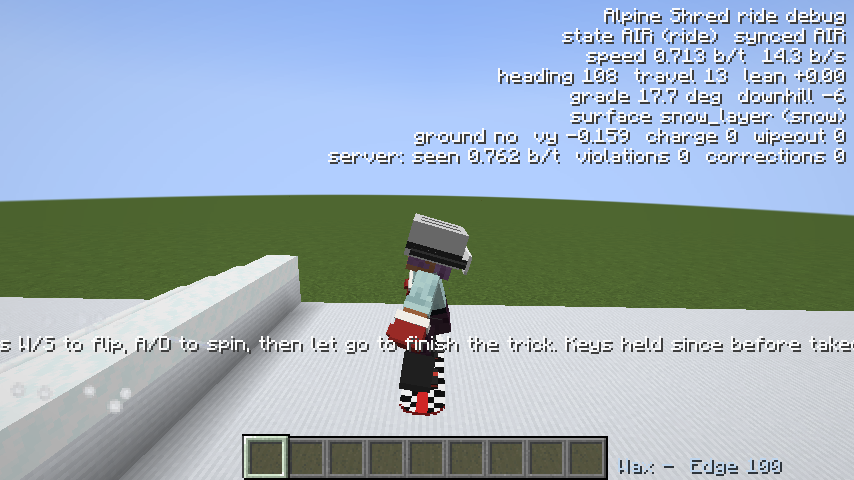 Alpine Shred ride debug
state AIR (ride) synced AIR
speed 0.713 b/t 14.3 b/s
heading 108 travel 13 lean +0.00
grade 17.7 deg downhill -6
surface snow_layer (snow)
ground no vy -0.159 charge 0 wipeout 0
server: seen 0.762 b/t violations 0 corrections 0
s W/S to flip, A/D to spin, then let go to finish the trick. Keys held since before take
Wax - Edge 100